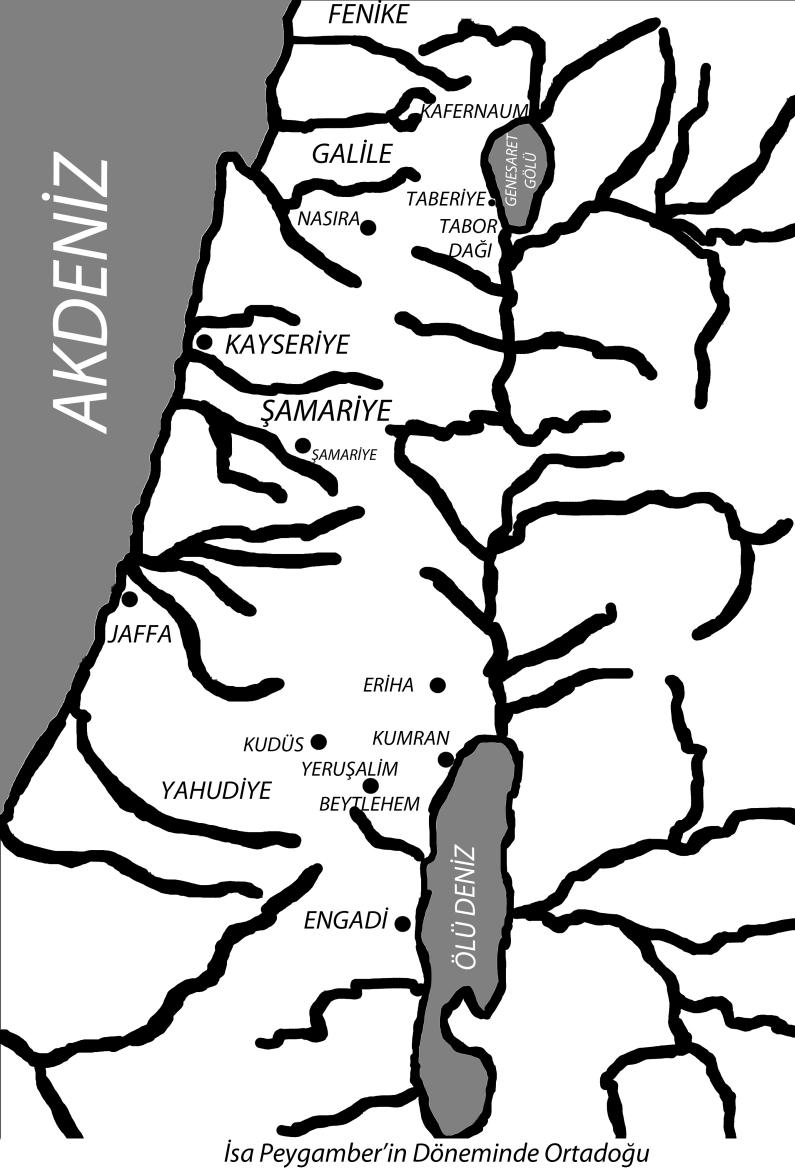 FENİKE
KAFERNAUM
GALİLE
GENESARET
GÖLÜ
AKDENİZ
TABERİYE
NASIRA
TABOR
DAĞI
KAYSERİYE
ŞAMARİYE
ŞAMARİYE
JAFFA
ERİHA
KUDÜS
KUMRAN
YERUŞALİM
YAHUDİYE
BEYTLEHEM
ÖLÜ DENİZ
ENGADİ
İsa Peygamber'in Döneminde Ortadoğu